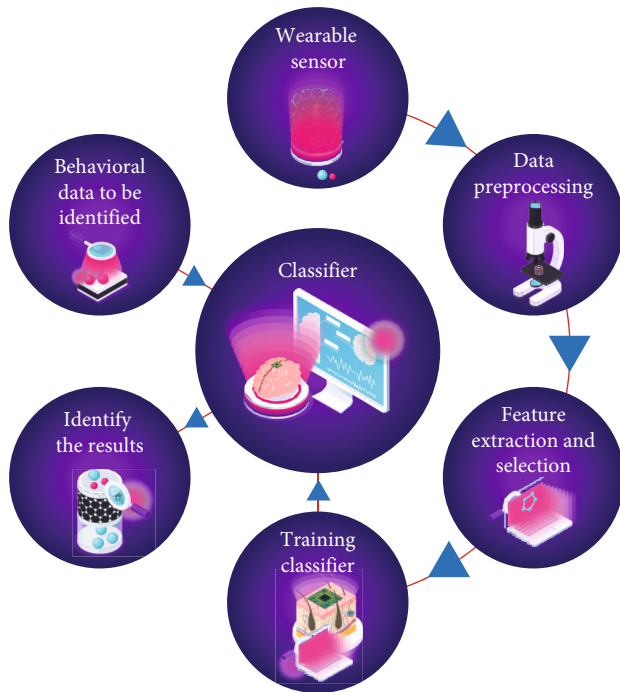 Wearable
sensor
Data
preprocessing
Feature
extraction and
selection
Training
classifier
Classifier
Behavioral
data to be
identified
Identify
the results